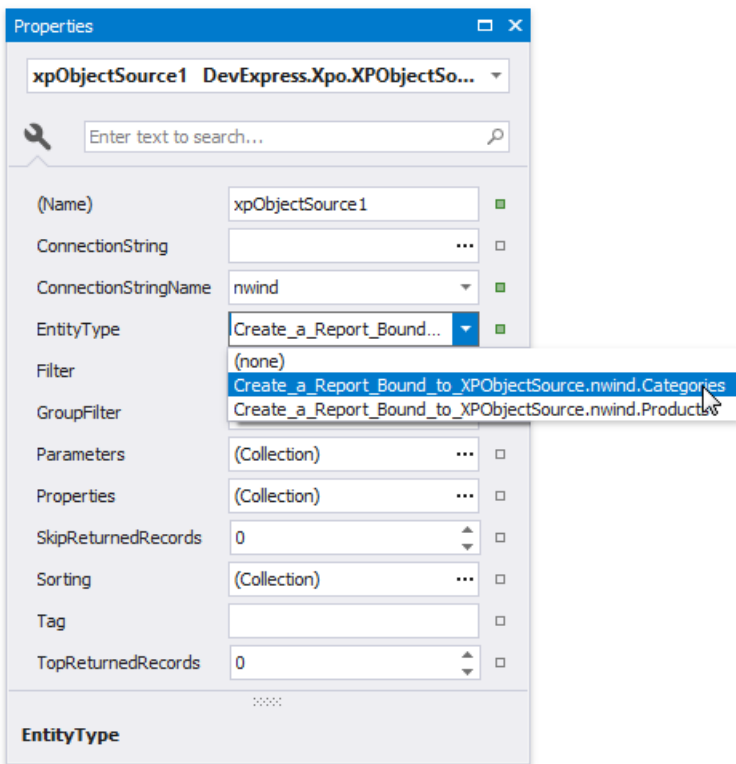 Properties
xpObjectSource1 DevExpress.Xpo.XPObjectSo...
Enter text to search...
(Name) xpObjectSource1
ConnectionString
ConnectionStringName nwind
EntityType Create_a_Report_Bound...
(none)
Filter
Create_a_Report_Bound_to_XPObjectSource.nwind.Categories
GroupFilter
Create_a_Report_Bound_to_XPObjectSource.nwind.Products
Parameters (Collection)
Properties (Collection)
SkipReturnedRecords 0
Sorting (Collection)
Tag
TopReturnedRecords 0
EntityType